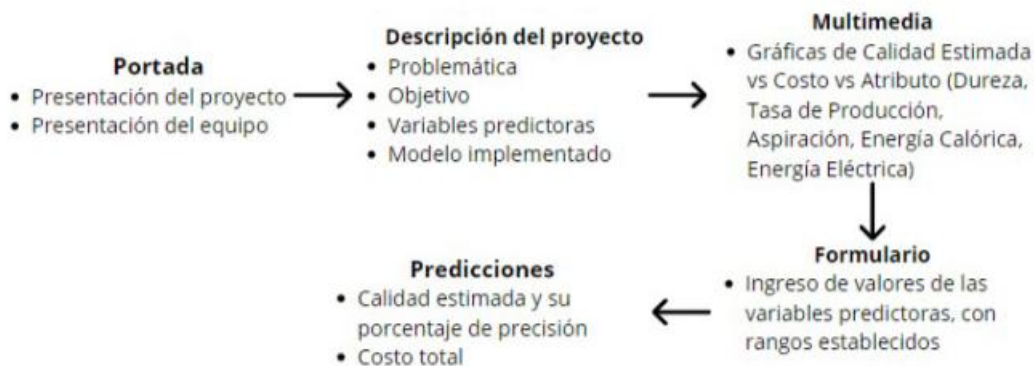 Portada
• Presentación del proyecto
• Presentación del equipo
Descripción del proyecto
• Problemática
• Objetivo
• Variables predictoras
• Modelo implementado
Multimedia
• Gráficas de Calidad Estimada
vs Costo vs Atributo (Dureza,
Tasa de Producción,
Aspiración, Energía Calórica,
Energía Eléctrica)
Formulario
• Ingreso de valores de las
variables predictoras, con
rangos establecidos
Predicciones
• Calidad estimada y su
porcentaje de precisión
• Costo total